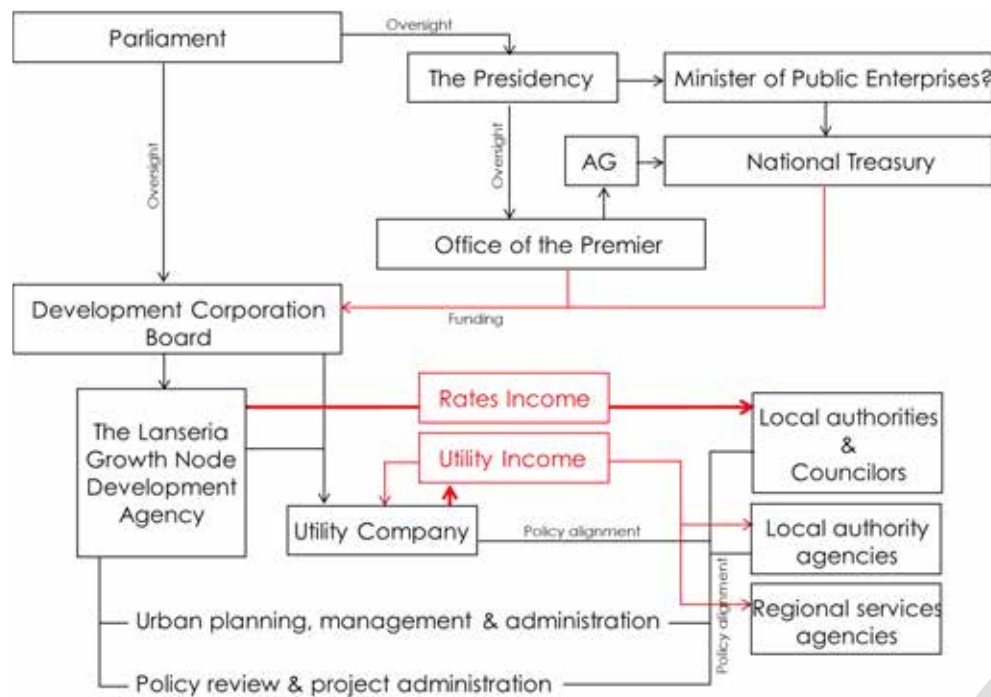 Parliament
Oversight
The Presidency
Minister of Public Enterprises?
Oversight
Oversight
AG
National Treasury
Office of the Premier
Development Corporation
Board
Funding
The Lanseria
Growth Node
Development
Agency
Rates Income
Utility Income
Local authorities
&
Councilors
Utility Company
Policy alignment
Local authority
agencies
Policy alignment
Regional services
agencies
Urban planning, management & administration
Policy review & project administration